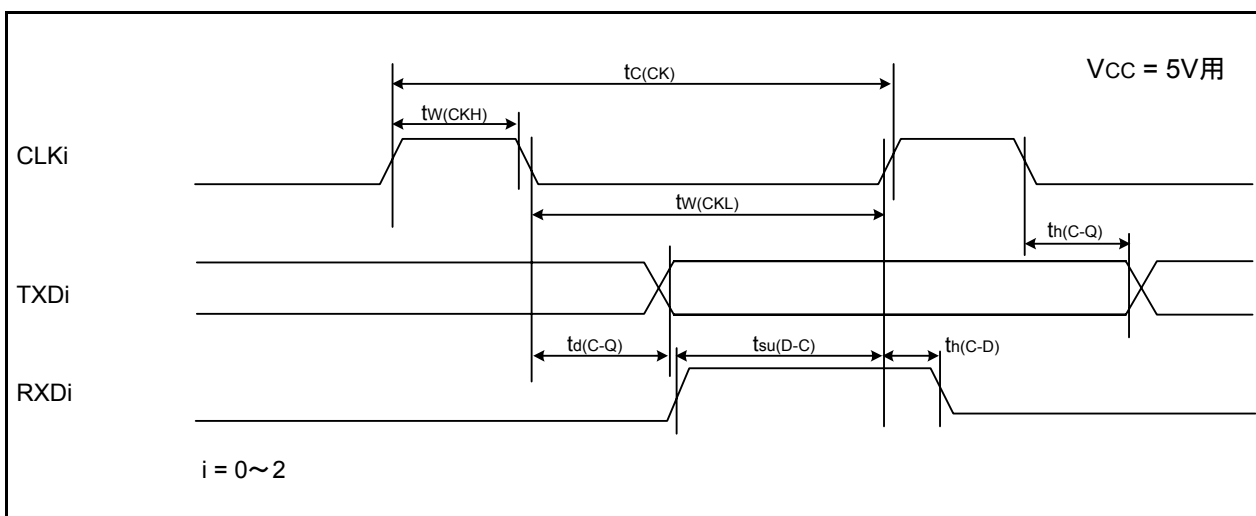 VCC = 5V用
tC(CK)
tW(CKH)
CLKi
tW(CKL)
th(C-Q)
TXDi
td(C-Q)
tsu(D-C)
th(C-D)
RXDi
i = 0～2